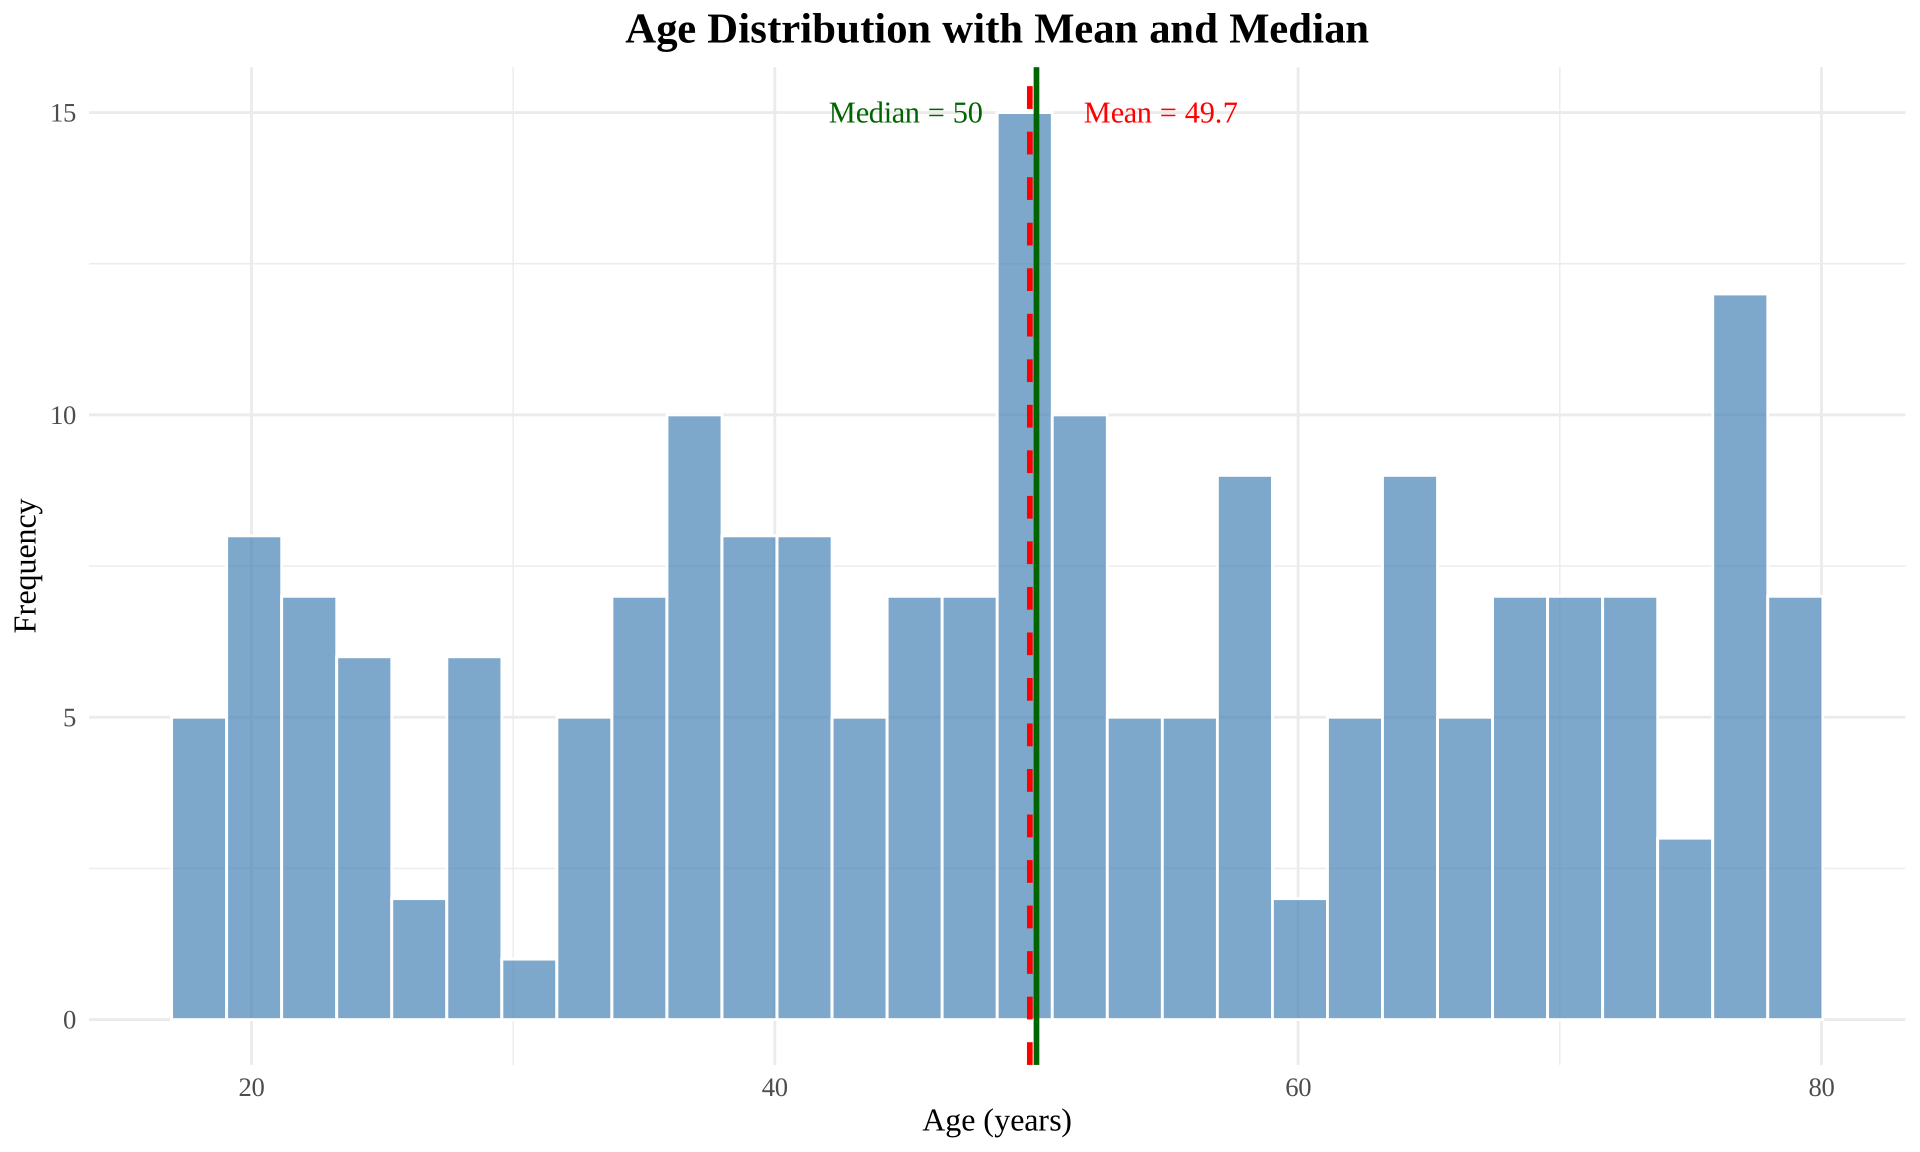 Age Distribution with Mean and Median
Median = 50
Mean = 49.7
15
10
5
0
Frequency
20
40
60
80
Age (years)